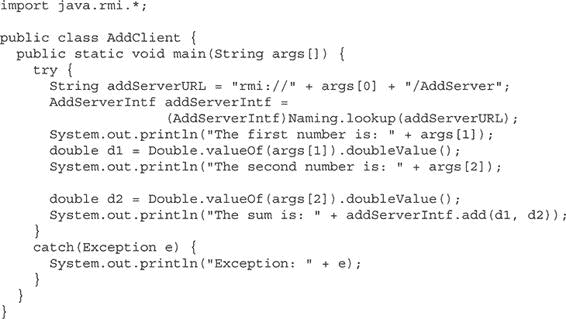 import java.rmi.*;

public class AddClient {
  public static void main(String args[]) {
    try {
      String addServerURL = "rmi://" + args[0] + "/AddServer";
      AddServerIntf addServerIntf =
                    (AddServerIntf)Naming.lookup(addServerURL);
      System.out.println("The first number is: " + args[1]);
      double d1 = Double.valueOf(args[1]).doubleValue();
      System.out.println("The second number is: " + args[2]);

      double d2 = Double.valueOf(args[2]).doubleValue();
      System.out.println("The sum is: " + addServerIntf.add(d1, d2));
    }
    catch(Exception e) {
      System.out.println("Exception: " + e);
    }
  }
}